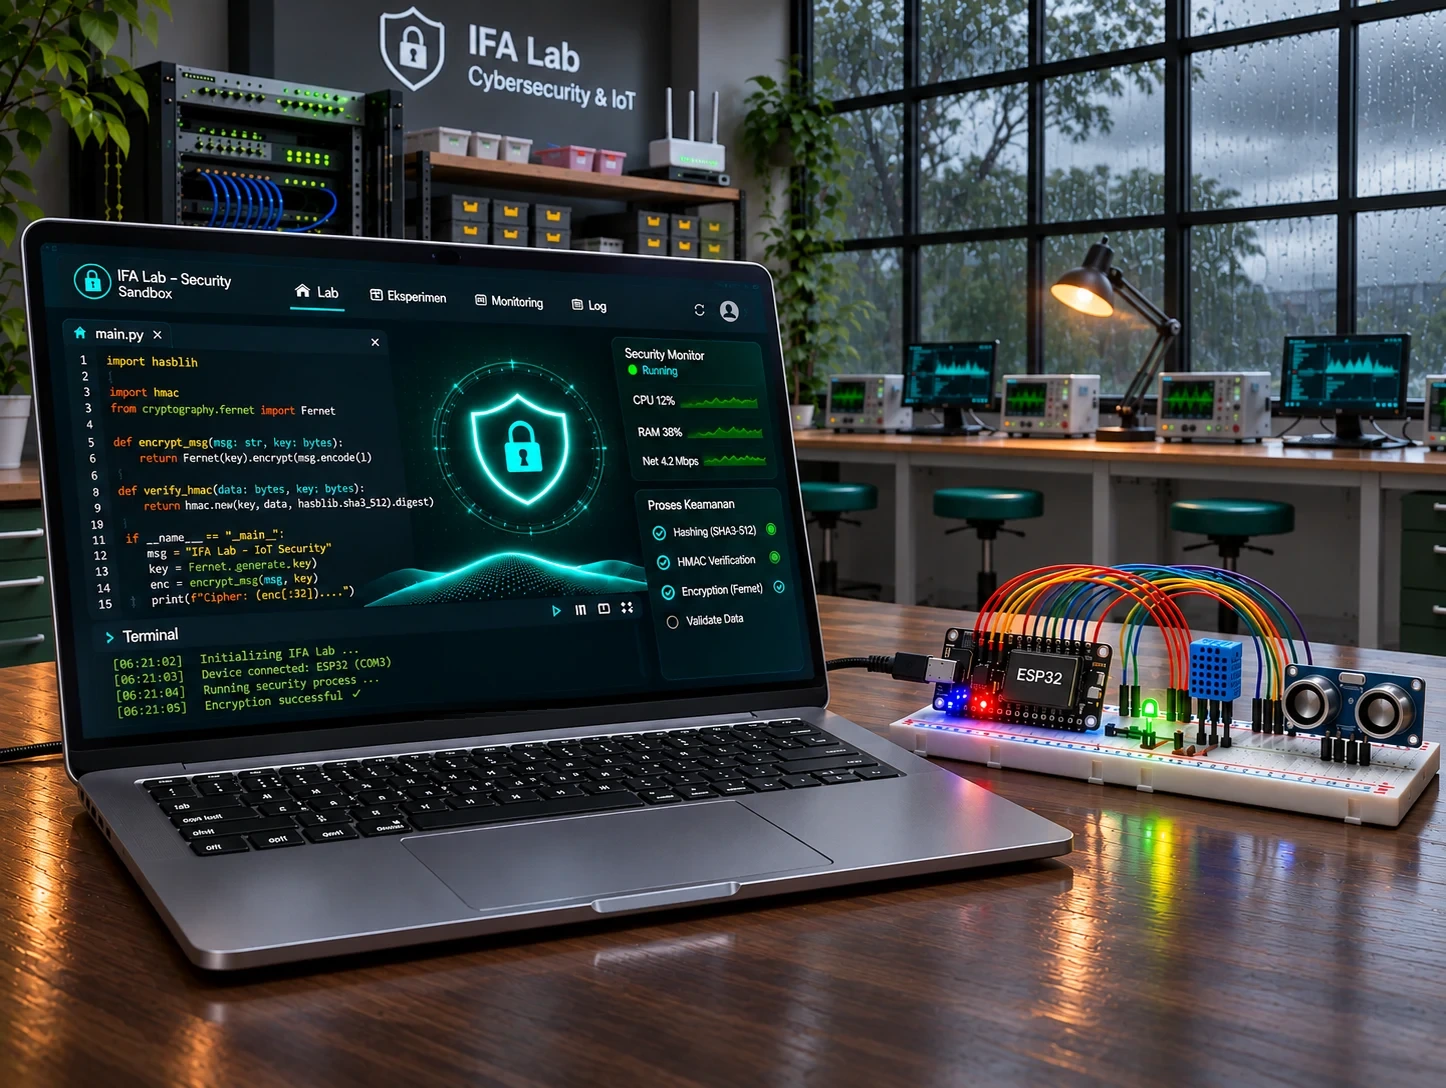 IFA Lab
Cybersecurity & IoT
IFA Lab – Security
Sandbox
Lab
Eksperimen
Monitoring
Log
main.py ×
1 import hasblih
2
3 import hmac
3 from cryptography.fernet import Fernet
4
5 def encrypt_msg(msg: str, key: bytes):
6 return Fernet(key).encrypt(msg.encode(1)
6
8 def verify_hmac(data: bytes, key: bytes):
9 return hmac.new(key, data, hasblib.sha3_512).digest)
19
11 if __name___ == "_main__":
12 msg = "IFA Lab - IoT Security"
13 key = Fernet..generate.key)
14 enc = encrypt_msg(msg, key)
15 print(f"Cipher: (enc[:32])....")
Security Monitor
Running
CPU 12%
RAM 38%
Net 4.2 Mbps
Proses Keamanan
Hashing (SHA3-512)
HMAC Verification
Encryption (Fernet)
Validate Data
> Terminal
[06:21:02] Initializing IFA Lab ...
[06:21:03] Device connected: ESP32 (COM3)
[06:21:04] Running security process ...
[06:21:05] Encryption successful ✓
ESP32